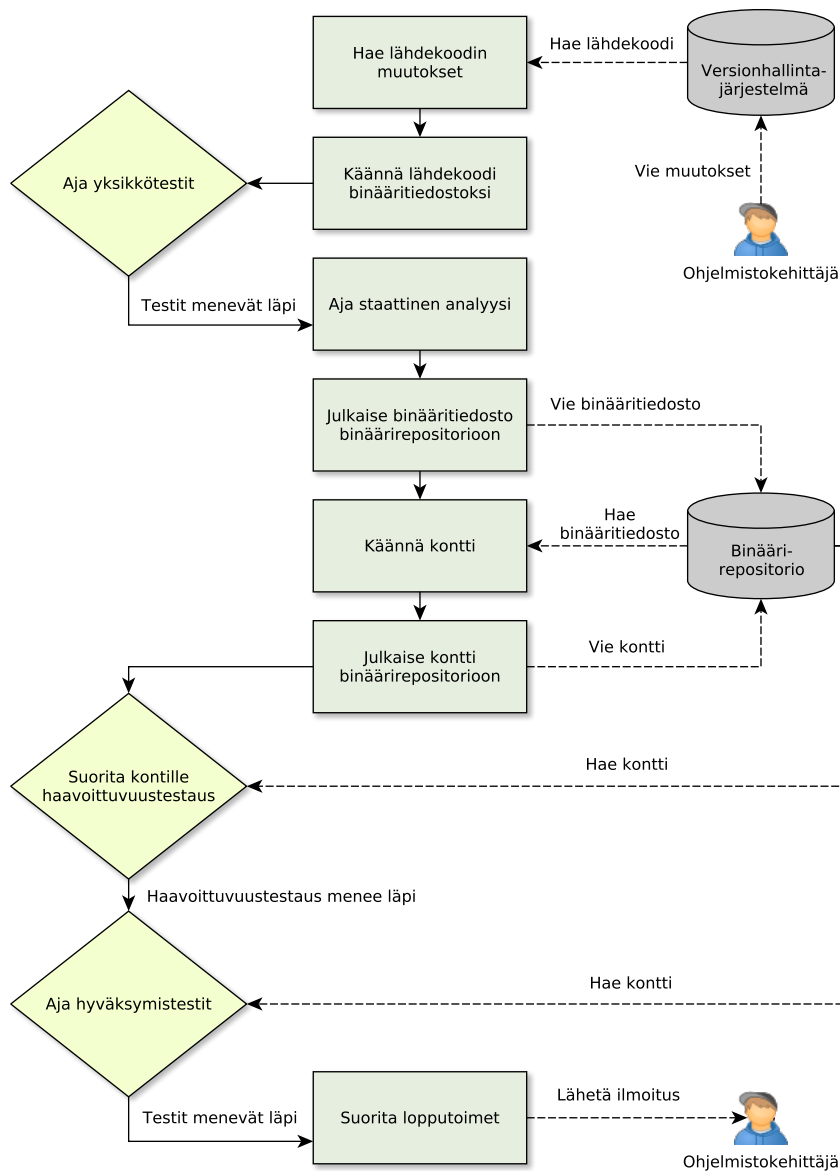 Hae lähdekoodin
muutokset
Hae lähdekoodi
Versionhallinta-
järjestelmä
Aja yksikkötestit
Käännä lähdekoodi
binääritiedostoksi
Vie muutokset
Ohjelmistokehittäjä
Testit menevät läpi
Aja staattinen analyysi
Julkaise binääritiedosto
binäärirepositorioon
Vie binääritiedosto
Käännä kontti
Hae
binääritiedosto
Binääri-
repositorio
Julkaise kontti
binäärirepositorioon
Vie kontti
Suorita kontille
haavoittuvuustestaus
Hae kontti
Haavoittuvuustestaus menee läpi
Aja hyväksymistestit
Hae kontti
Testit menevät läpi
Suorita lopputoimet
Lähetä ilmoitus
Ohjelmistokehittäjä